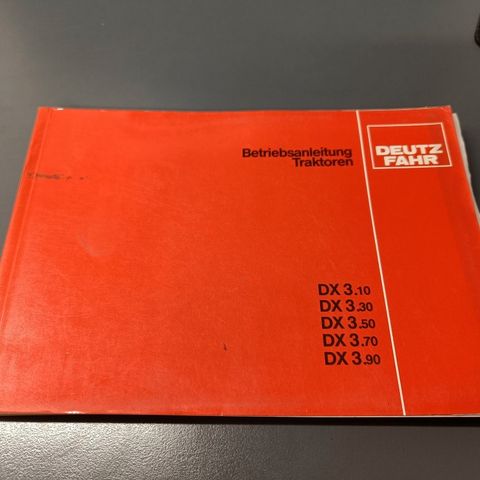 Betriebsanleitung
Traktoren
DEUTZ
FAHR
DX 3.10
DX 3.30
DX 3.50
DX 3.70
DX 3.90